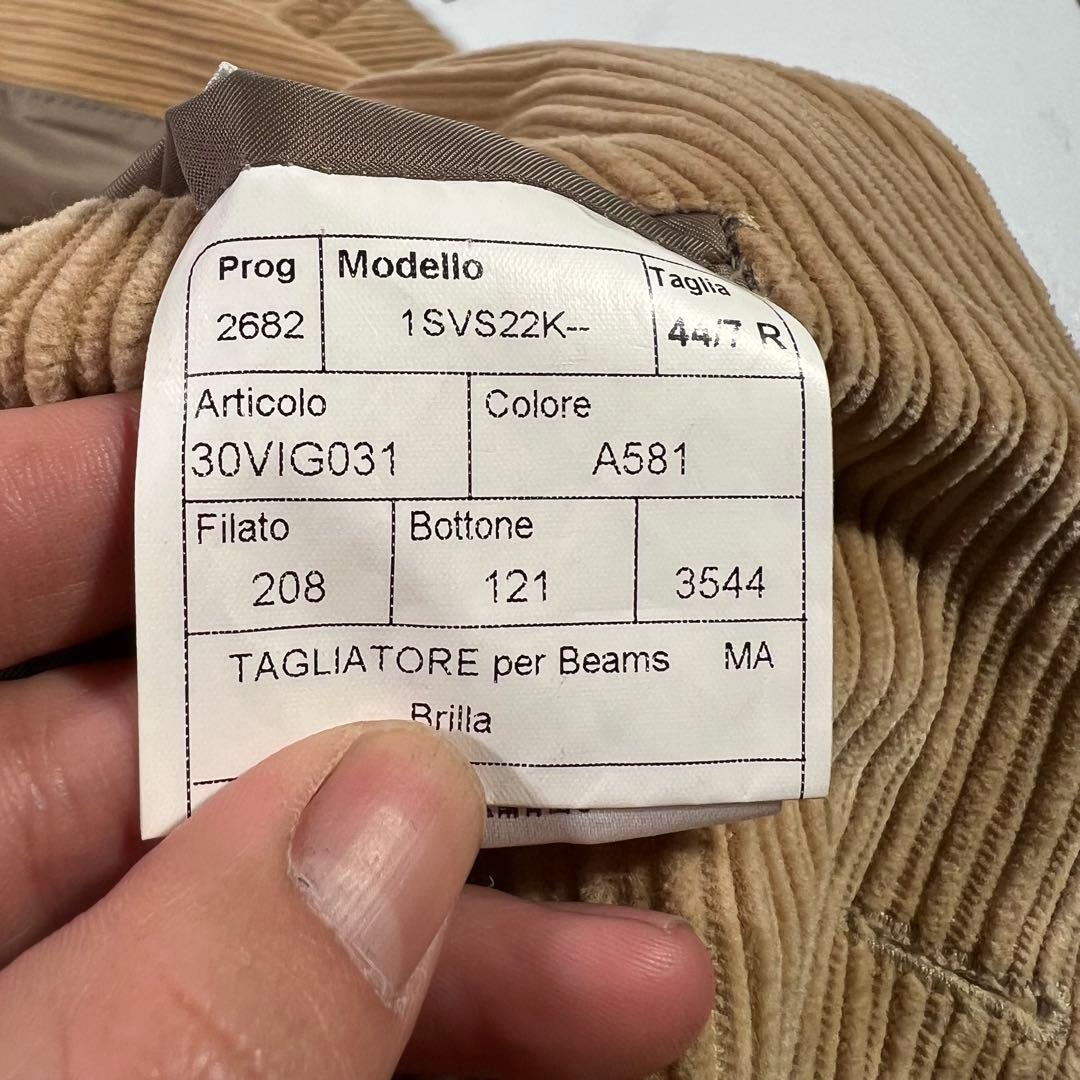 Prog Modello Taglia
2682 1SVS22K-- 44/7 R
Articolo Colore
30VIG031 A581
Filato Bottone
208 121 3544
TAGLIATORE per Beams MA
Brilla